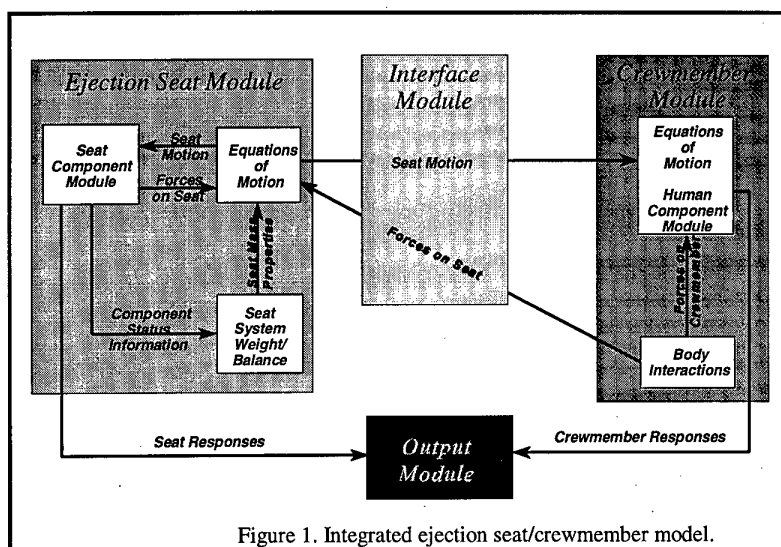 Ejection Seat Module
Seat
Component
Module
Seat
Motion
Forces
on Seat
Equations
of
Motion
Seat Mass
Properties
Component
Status
Information
Seat
System
Weight/
Balance
Interface
Module
Seat Motion
Forces on Seat
Crewmember
Module
Equations
of
Motion
Human
Component
Module
Forces on
Crewmember
Body
Interactions
Seat Responses
Output
Module
Crewmember Responses
Figure 1. Integrated ejection seat/crewmember model.